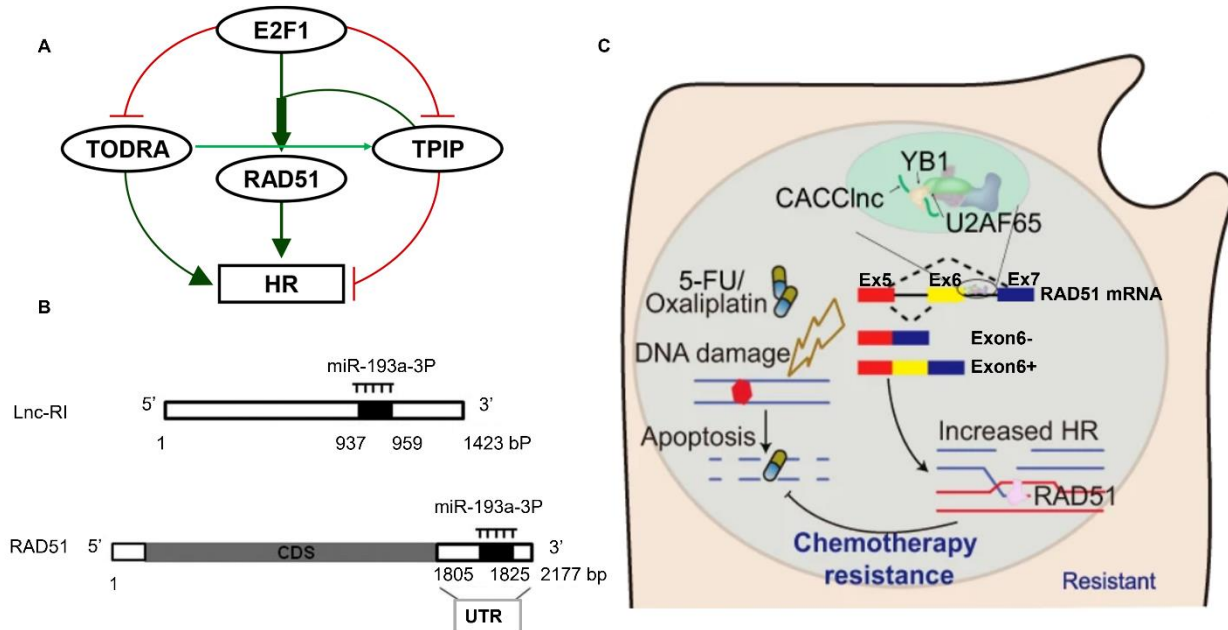 A
E2F1
TODRA
TPIP
RAD51
HR
B
miR-193a-3P
Lnc-RI
5’
3’
1
937
959
1423 bP
miR-193a-3P
RAD51
5’
CDS
3’
1
1805
1825
2177 bp
UTR
C
YB1
CACClnc
U2AF65
5-FU/
Oxaliplatin
Ex5
Ex6
Ex7
RAD51 mRNA
DNA damage
Exon6-
Exon6+
Apoptosis
Increased HR
RAD51
Chemotherapy
resistance
Resistant